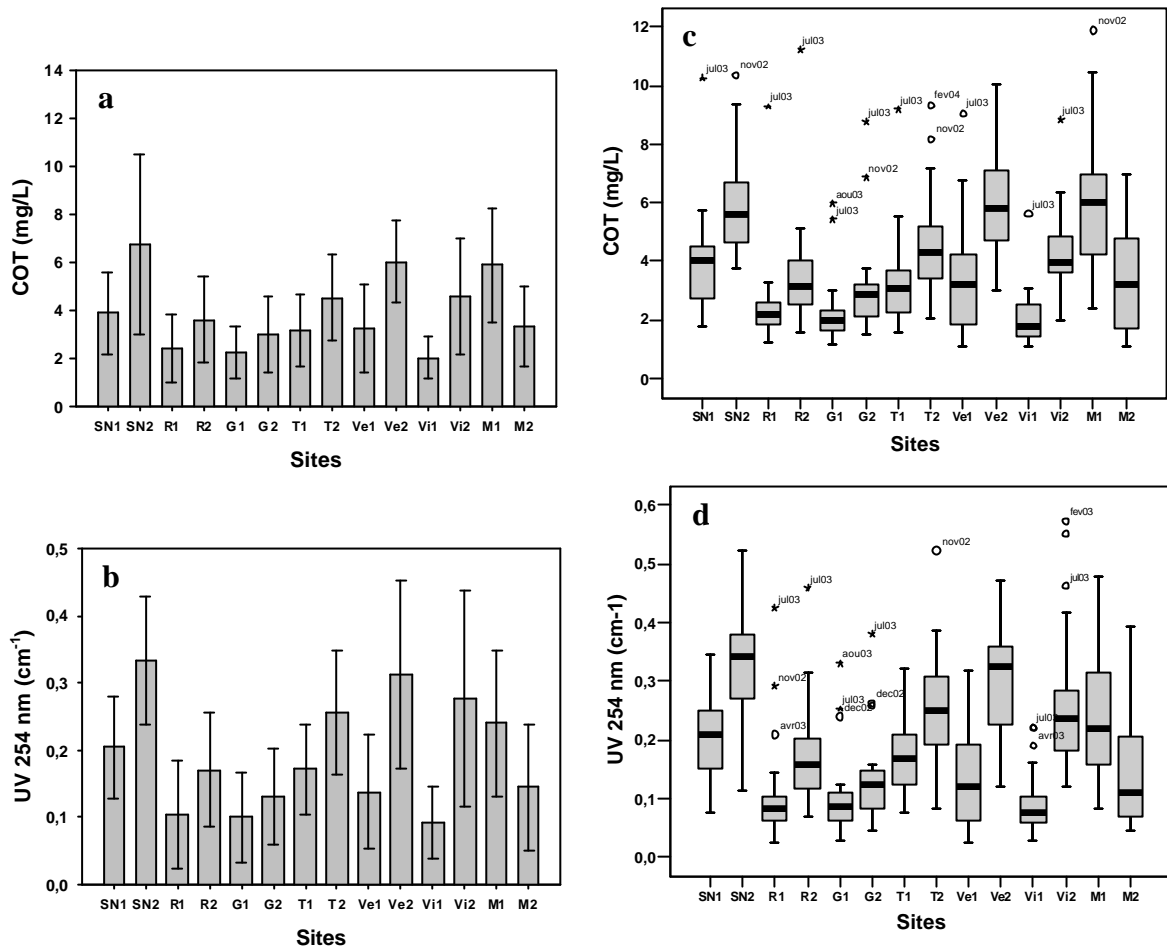 a
COT (mg/L)
14
12
10
8
6
4
2
0
SN1 SN2 R1 R2 G1 G2 T1 T2 Ve1 Ve2 Vi1 Vi2 M1 M2
Sites
c
COT (mg/L)
12
10
8
6
4
2
0
jul03
nov02
jul03
jul03
aou03
jul03
jul03
nov02
jul03
fev04
nov02
jul03
jul03
jul03
nov02
SN1 SN2 R1 R2 G1 G2 T1 T2 Ve1 Ve2 Vi1 Vi2 M1 M2
Sites
b
UV 254 nm (cm-1)
0,5
0,4
0,3
0,2
0,1
0,0
SN1 SN2 R1 R2 G1 G2 T1 T2 Ve1 Ve2 Vi1 Vi2 M1 M2
Sites
d
UV 254 nm (cm-1)
0,6
0,5
0,4
0,3
0,2
0,1
0,0
jul03
nov02
avr03
jul03
aou03
jul03
dec02
jul03
dec02
nov02
jul03
avr03
fev03
jul03
SN1 SN2 R1 R2 G1 G2 T1 T2 Ve1 Ve2 Vi1 Vi2 M1 M2
Sites